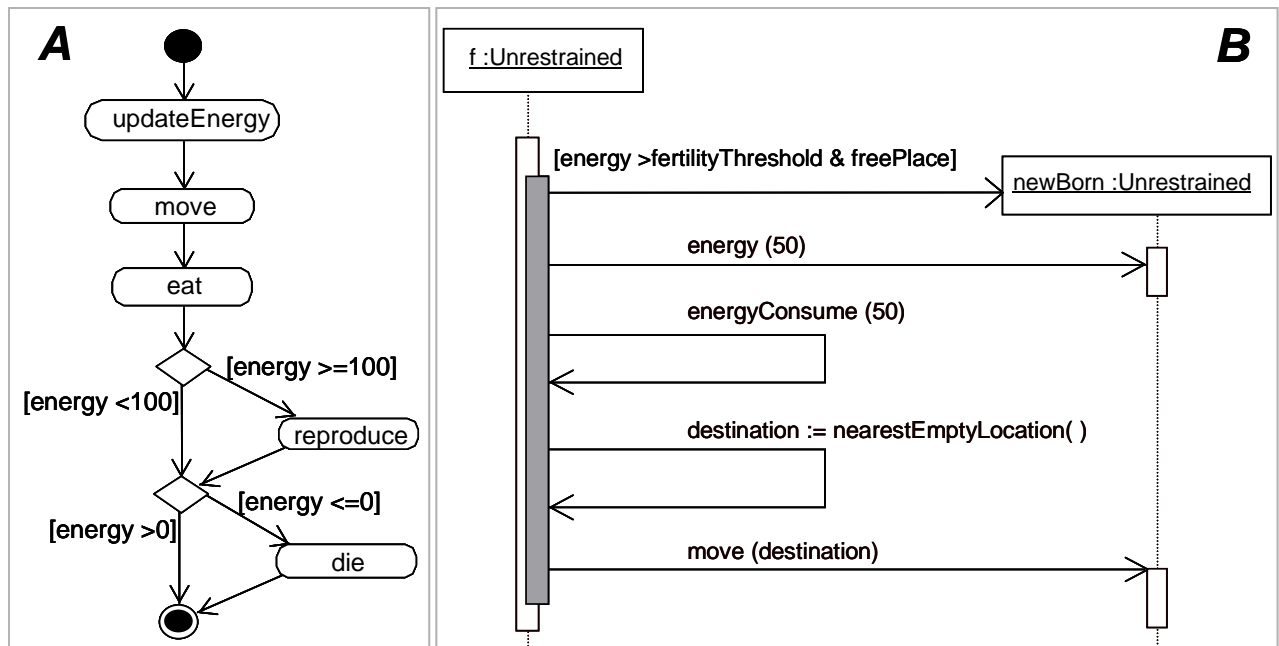 A
updateEnergy
move
eat
[energy >=100]
[energy <100]
reproduce
[energy <=0]
[energy >0]
die
B
f :Unrestrained
[energy >fertilityThreshold & freePlace]
newBorn :Unrestrained
energy (50)
energyConsume (50)
destination := nearestEmptyLocation( )
move (destination)